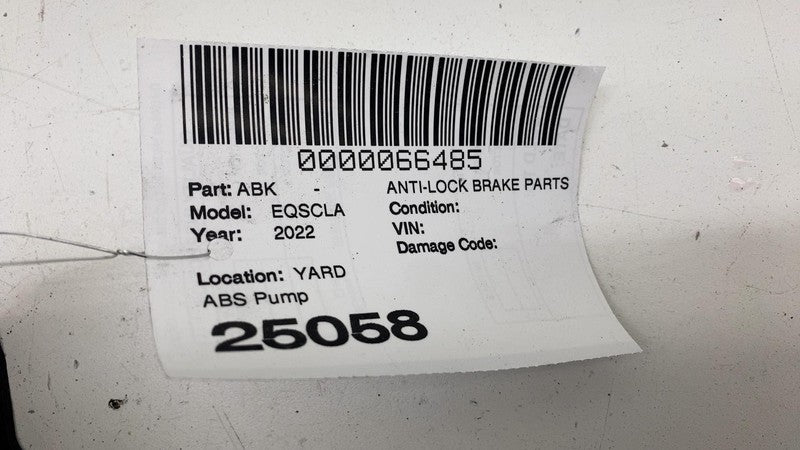 0000066485
Part: ABK - ANTI-LOCK BRAKE PARTS
Model: EQSCLA Condition:
Year: 2022 VIN:
Damage Code:
Location: YARD
ABS Pump
25058